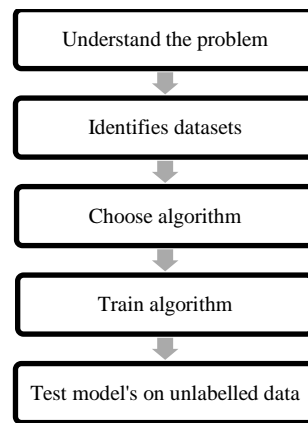 Understand the problem
Identifies datasets
Choose algorithm
Train algorithm
Test model's on unlabelled data